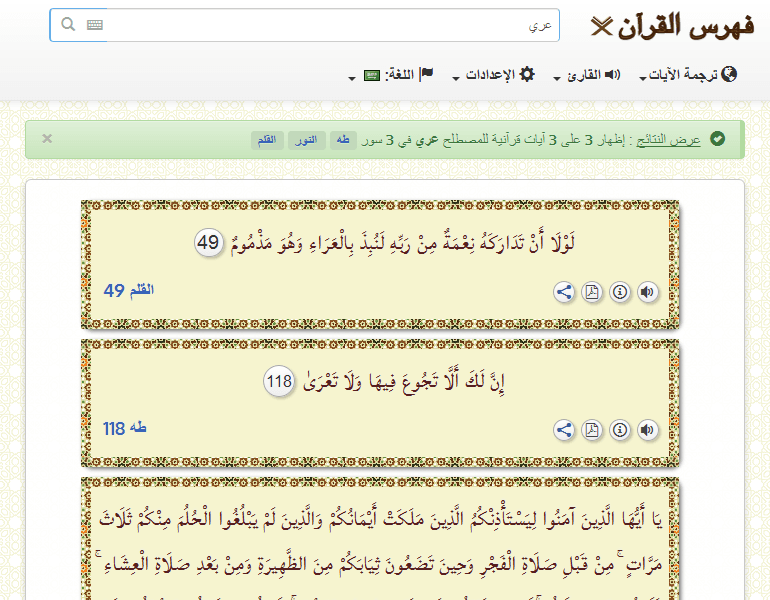 فهرس القرآن
عري
ترجمة الآيات
القارئ
الإعدادات
اللغة:
عرض النتائج : إظهار 3 على 3 آيات قرآنية للمصطلح عري في 3 سور طه النور القلم
لَوْلَا أَنْ تَدَارَكَهُ نِعْمَةٌ مِنْ رَبِّهِ لَنُبِذَ بِالْعَرَاءِ وَهُوَ مَذْمُومٌ 49
القلم 49
إِنَّ لَكَ أَلَّا تَجُوعَ فِيهَا وَلَا تَعْرَىٰ 118
طه 118
يَا أَيُّهَا الَّذِينَ آمَنُوا لِيَسْتَأْذِنْكُمُ الَّذِينَ مَلَكَتْ أَيْمَانُكُمْ وَالَّذِينَ لَمْ يَبْلُغُوا الْحُلُمَ مِنْكُمْ ثَلَاثَ
مَرَّاتٍ ۚ مِنْ قَبْلِ صَلَاةِ الْفَجْرِ وَحِينَ تَضَعُونَ ثِيَابَكُمْ مِنَ الظَّهِيرَةِ وَمِنْ بَعْدِ صَلَاةِ الْعِشَاءِ ۚ